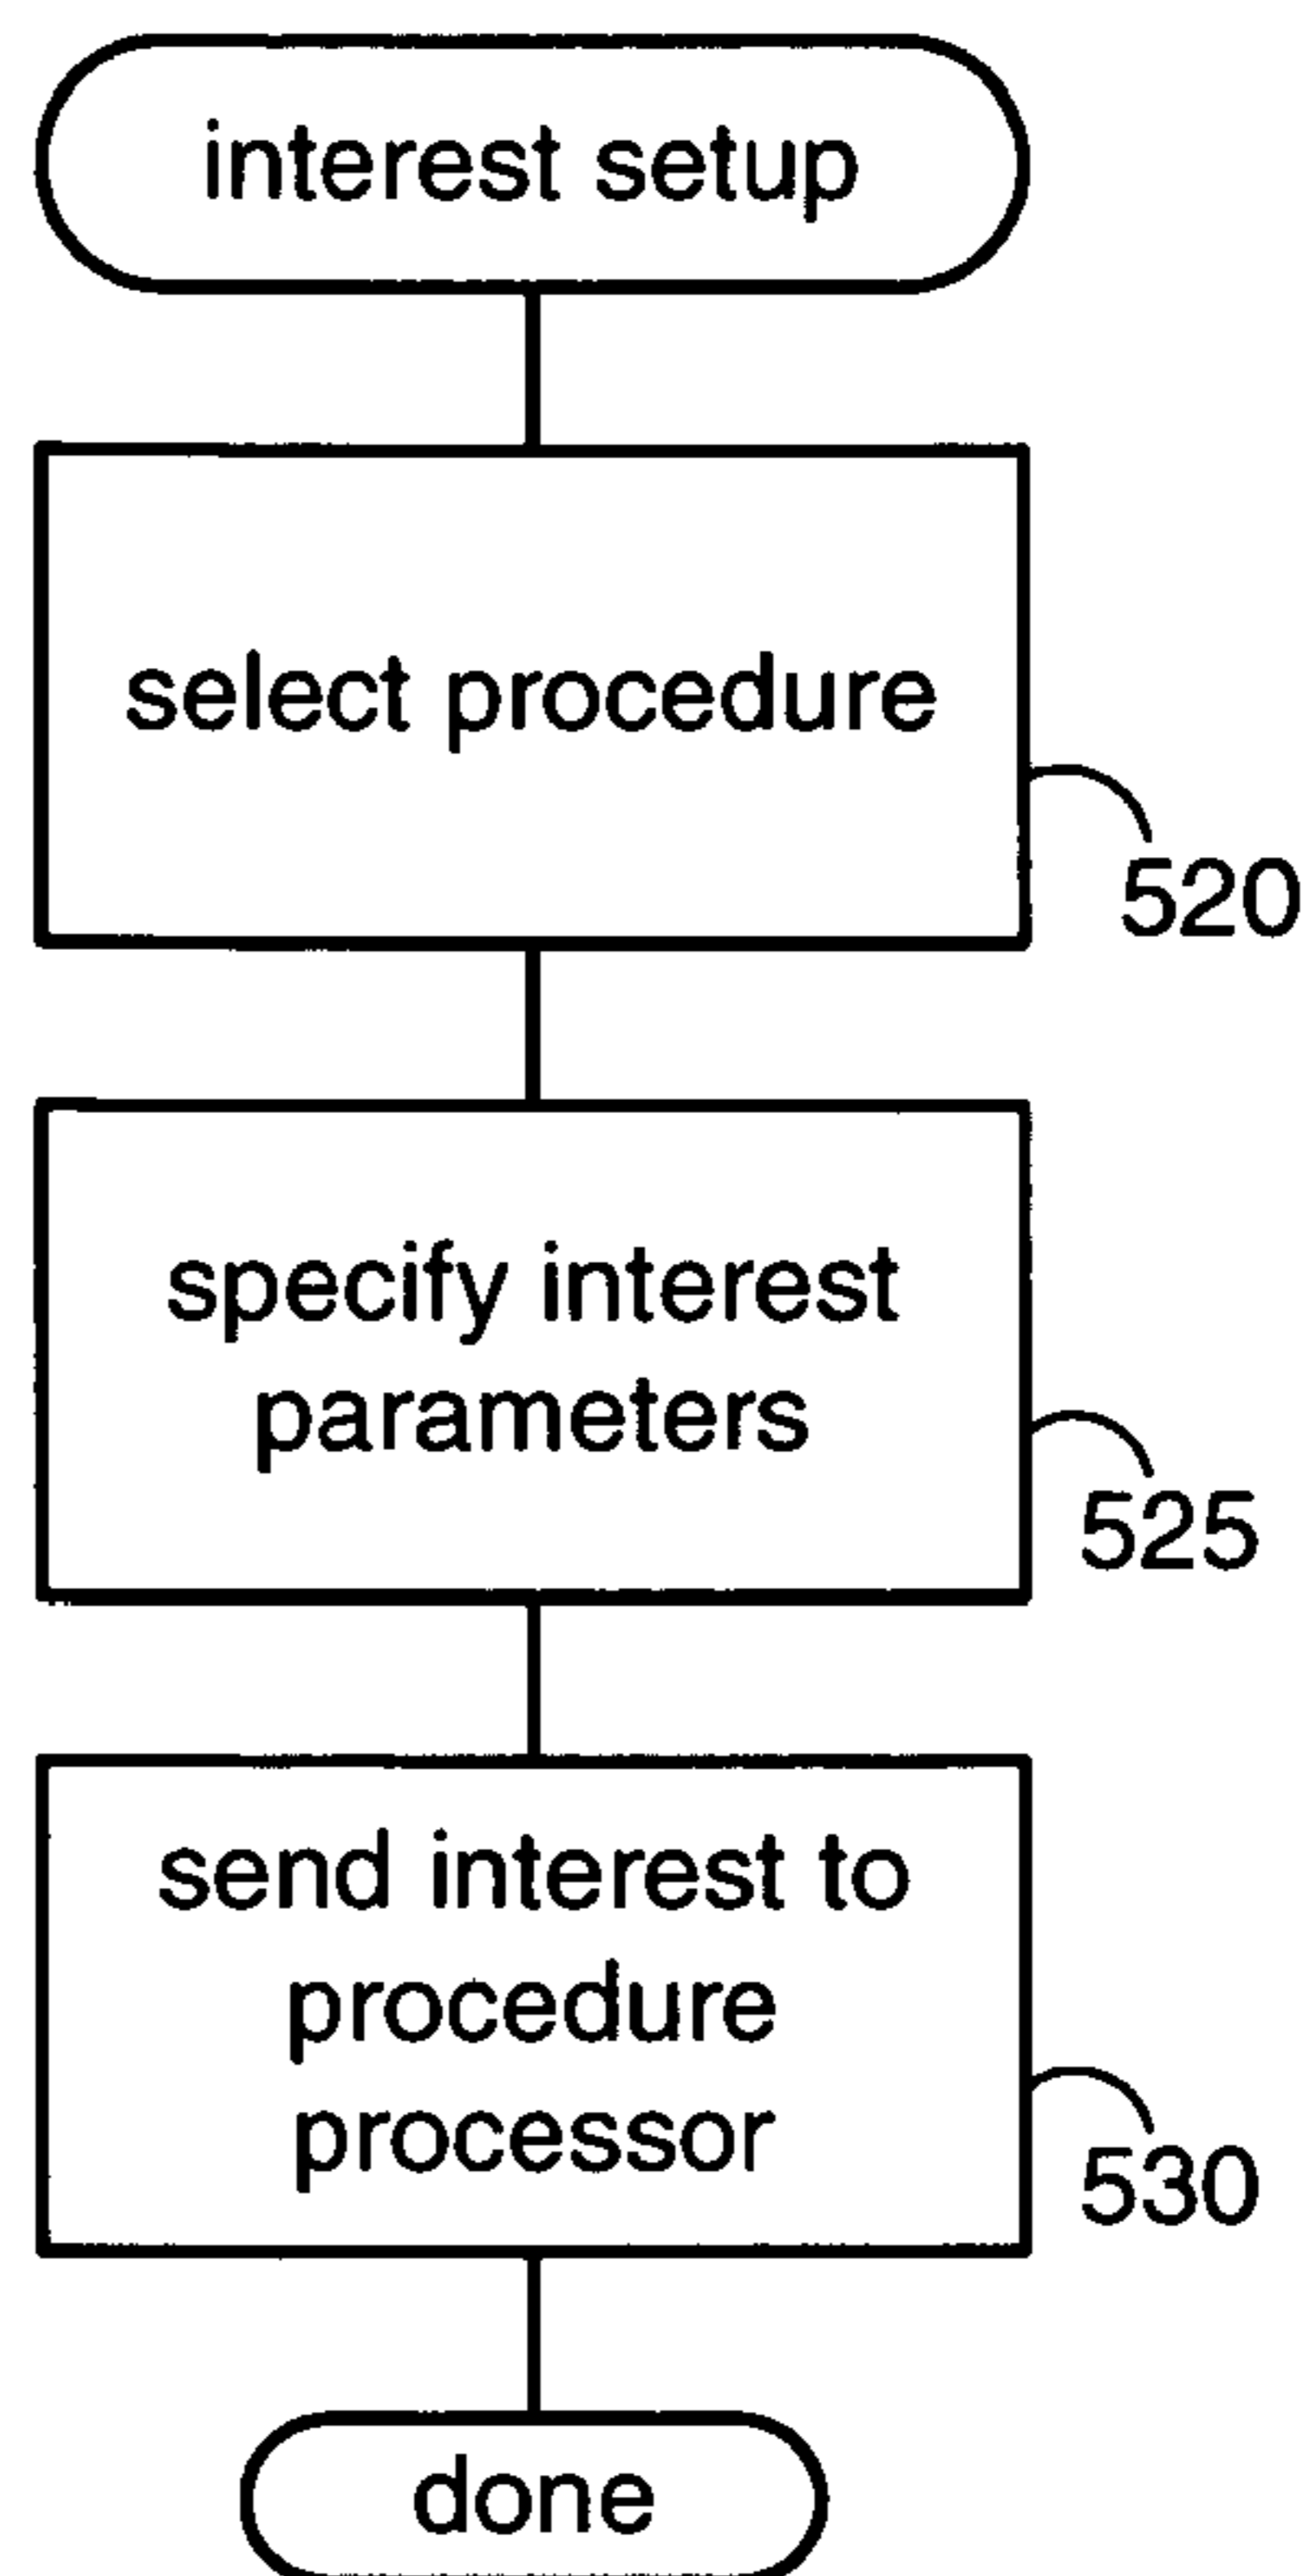 interest setup
select procedure
520
specify interest
parameters
525
send interest to
procedure
processor
530
done